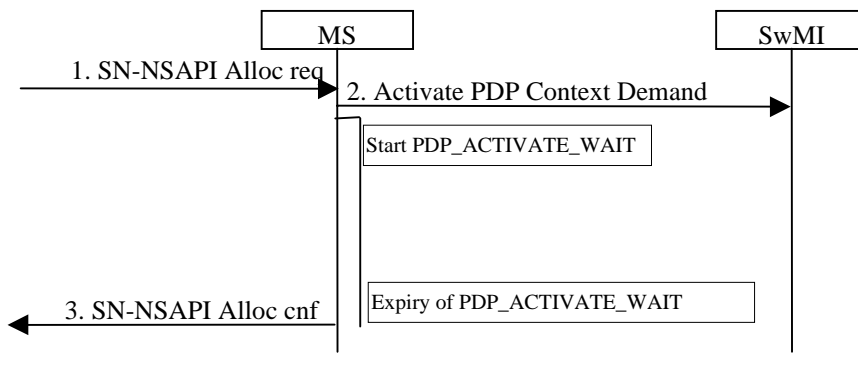 MS
SwMI
1. SN-NSAPI Alloc req
2. Activate PDP Context Demand
Start PDP_ACTIVATE_WAIT
Expiry of PDP_ACTIVATE_WAIT
3. SN-NSAPI Alloc cnf